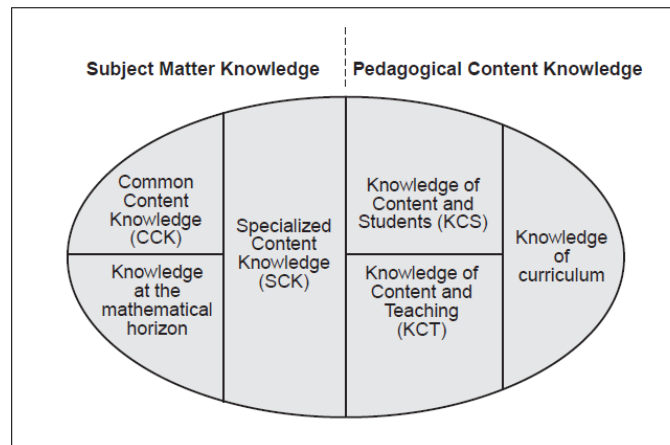 Subject Matter Knowledge
Pedagogical Content Knowledge
Common
Content
Knowledge
(CCK)
Knowledge
at the
mathematical
horizon
Specialized
Content
Knowledge
(SCK)
Knowledge of
Content and
Students (KCS)
Knowledge of
Content and
Teaching
(KCT)
Knowledge
of
curriculum